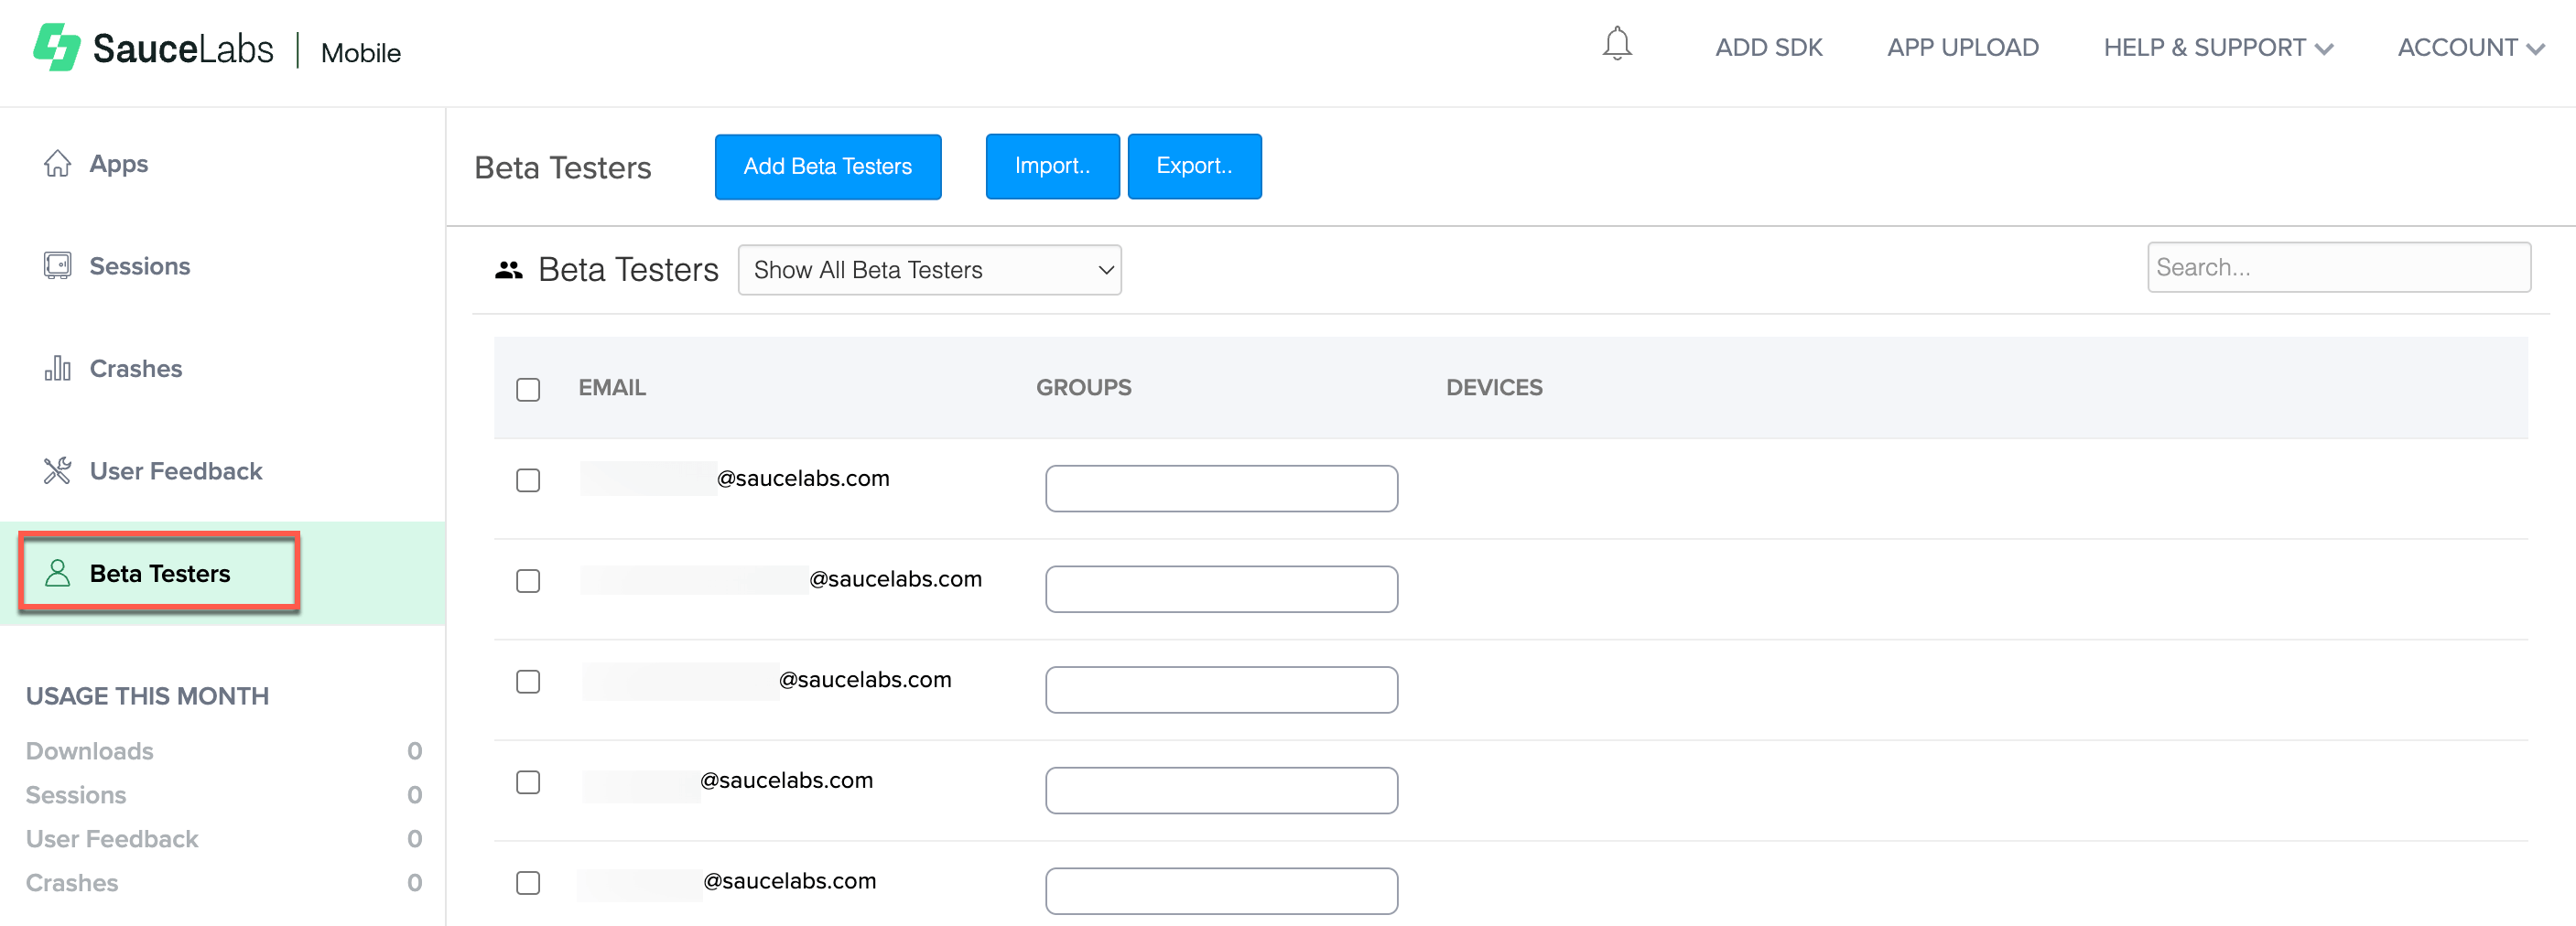 SauceLabs | Mobile
ADD SDK
APP UPLOAD
HELP & SUPPORT
ACCOUNT
Apps
Sessions
Crashes
User Feedback
Beta Testers
USAGE THIS MONTH
Downloads 0
Sessions 0
User Feedback 0
Crashes 0
Beta Testers
Add Beta Testers
Import..
Export..
Beta Testers
Show All Beta Testers
Search...
EMAIL GROUPS DEVICES
@saucelabs.com
@saucelabs.com
@saucelabs.com
@saucelabs.com
@saucelabs.com